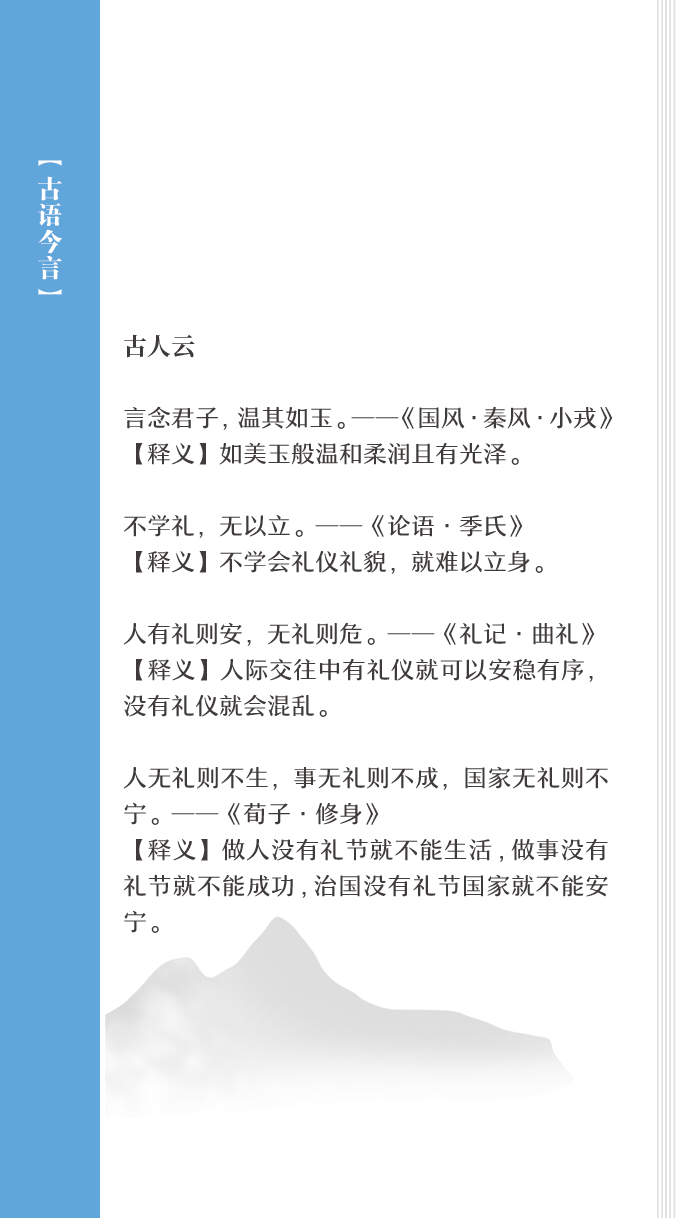 【古语今言】
古人云
言念君子，温其如玉。——《国风·秦风·小戎》
【释义】如美玉般温和柔润且有光泽。
不学礼，无以立。——《论语·季氏》
【释义】不学会礼仪礼貌，就难以立身。
人有礼则安，无礼则危。——《礼记·曲礼》
【释义】人际交往中有礼仪就可以安稳有序，
没有礼仪就会混乱。
人无礼则不生，事无礼则不成，国家无礼则不
宁。——《荀子·修身》
【释义】做人没有礼节就不能生活，做事没有
礼节就不能成功，治国没有礼节国家就不能安
宁。